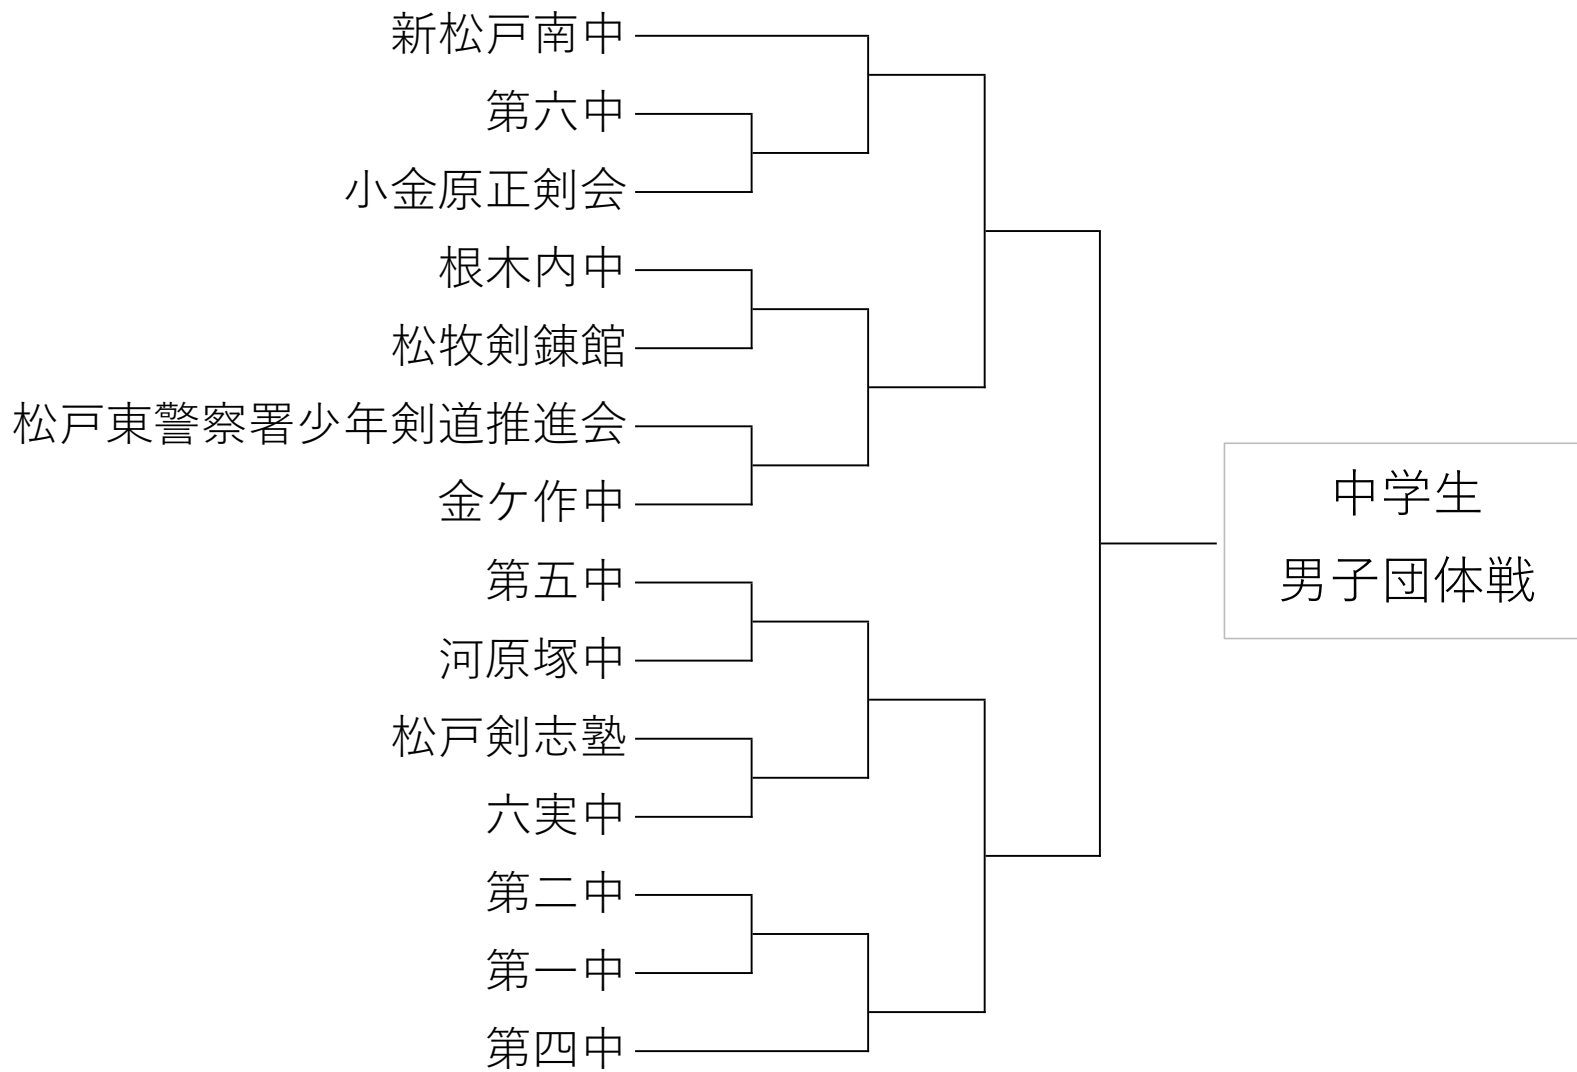 新松戸南中
第六中
小金原正剣会
根木内中
松牧剣錬館
松戸東警察署少年剣道推進会
金ケ作中
第五中
河原塚中
松戸剣志塾
六実中
第二中
第一中
第四中
中学生
男子団体戦